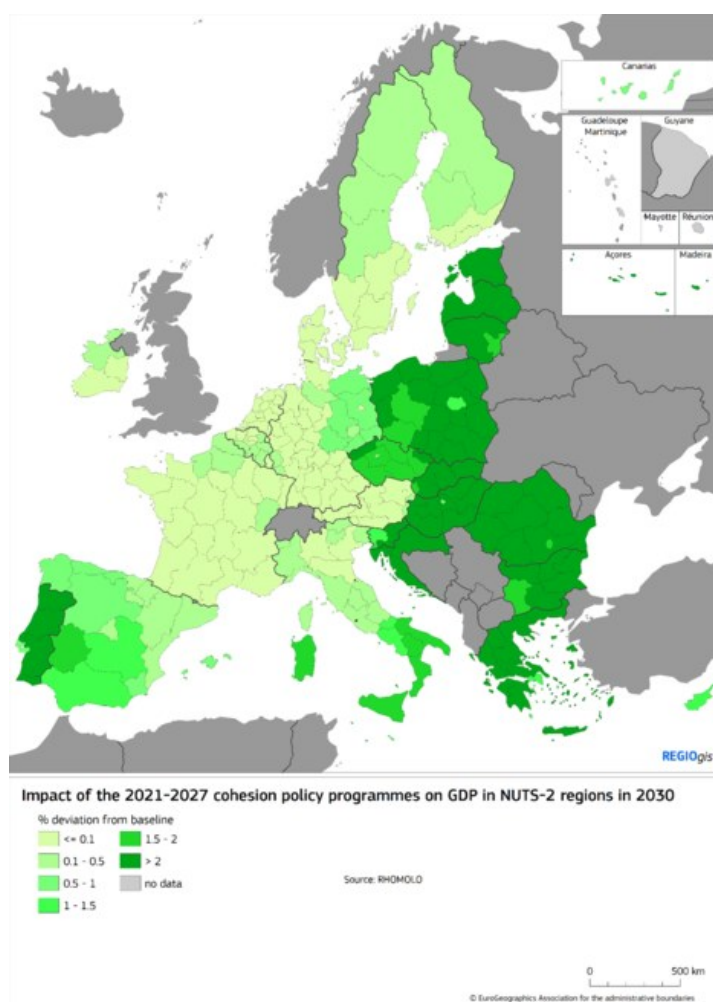 Canarias
Guadeloupe
Martinique
Guyane
Mayotte
Réunion
Açores
Madeira
REGIOgis
Impact of the 2021-2027 cohesion policy programmes on GDP in NUTS-2 regions in 2030
% deviation from baseline
<= 0.1
0.1 - 0.5
0.5 - 1
1 - 1.5
1.5 - 2
> 2
no data
Source: RHOMOLO
0
500 km
© EuroGeographics Association for the administrative boundaries